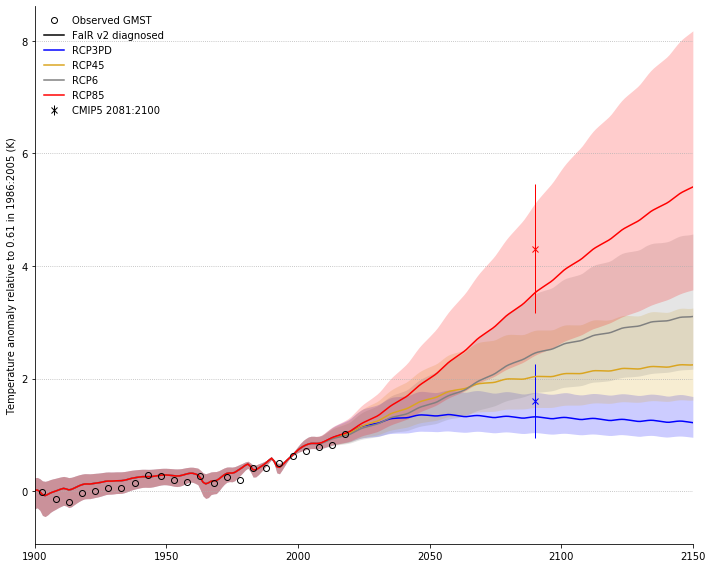 Observed GMST
FaIR v2 diagnosed
RCP3PD
RCP45
RCP6
RCP85
CMIP5 2081:2100
Temperature anomaly relative to 0.61 in 1986:2005 (K)
8
6
4
2
0
1900
1950
2000
2050
2100
2150